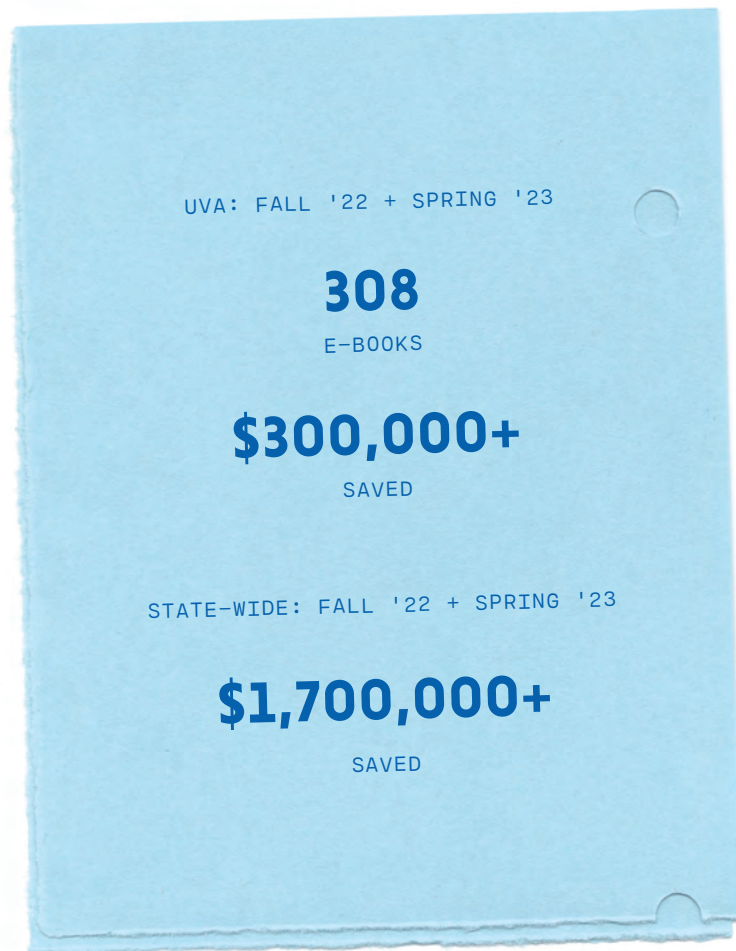 UVA: FALL '22 + SPRING '23
308
E-BOOKS
$300,000+
SAVED
STATE-WIDE: FALL '22 + SPRING '23
$1,700,000+
SAVED